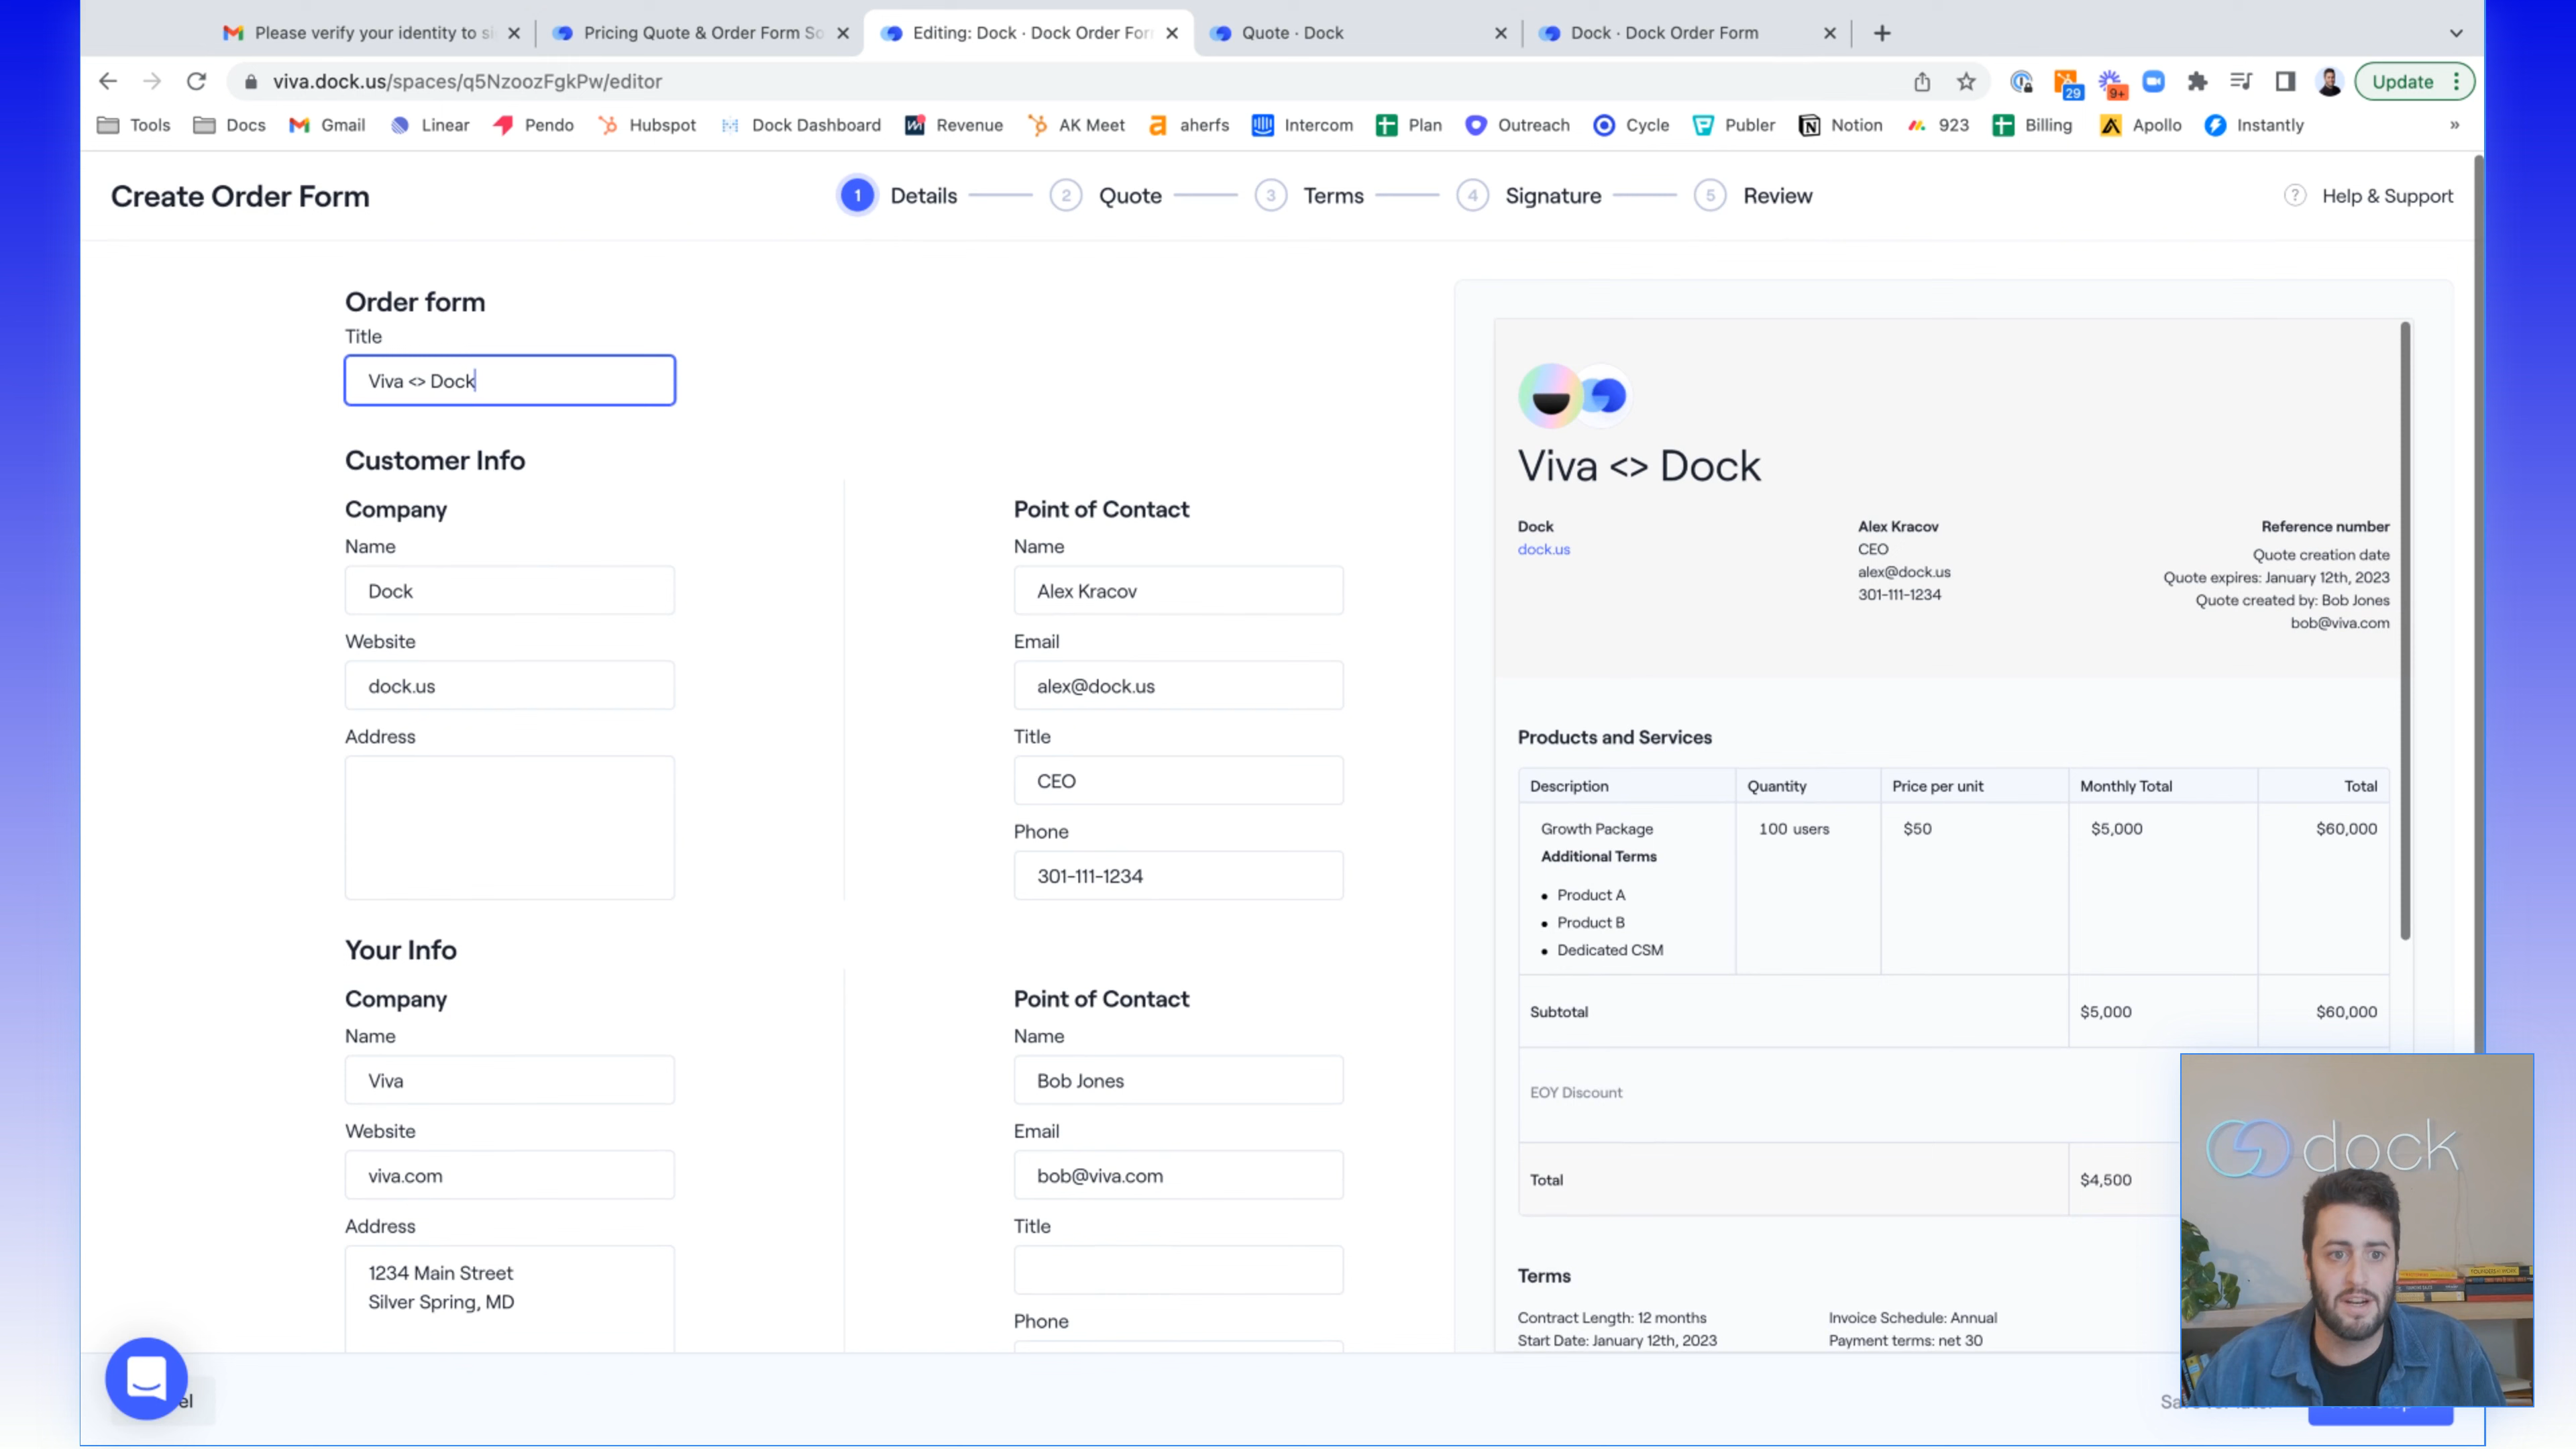 Please verify your identity to si
Pricing Quote & Order Form So
Editing: Dock · Dock Order For
Quote · Dock
Dock · Dock Order Form
viva.dock.us/spaces/q5NzoozFgkPw/editor
29
9+
Update
Tools
Docs
Gmail
Linear
Pendo
Hubspot
Dock Dashboard
Revenue
AK Meet
aherfs
Intercom
Plan
Outreach
Cycle
Publer
Notion
923
Billing
Apollo
Instantly
»
Create Order Form
1 Details
2 Quote
3 Terms
4 Signature
5 Review
? Help & Support
Order form
Title
Viva <> Dock
Customer Info
Company
Name
Dock
Website
dock.us
Address
Point of Contact
Name
Alex Kracov
Email
alex@dock.us
Title
CEO
Phone
301-111-1234
Your Info
Company
Name
Viva
Website
viva.com
Address
1234 Main Street
Silver Spring, MD
Point of Contact
Name
Bob Jones
Email
bob@viva.com
Title
Phone
el
Viva <> Dock
Dock
dock.us
Alex Kracov
CEO
alex@dock.us
301-111-1234
Reference number
Quote creation date
Quote expires: January 12th, 2023
Quote created by: Bob Jones
bob@viva.com
Products and Services
Description Quantity Price per unit Monthly Total Total
Growth Package 100 users $50 $5,000 $60,000
Additional Terms
• Product A
• Product B
• Dedicated CSM
Subtotal $5,000 $60,000
EOY Discount
Total $4,500
Terms
Contract Length: 12 months
Start Date: January 12th, 2023
Invoice Schedule: Annual
Payment terms: net 30
dock